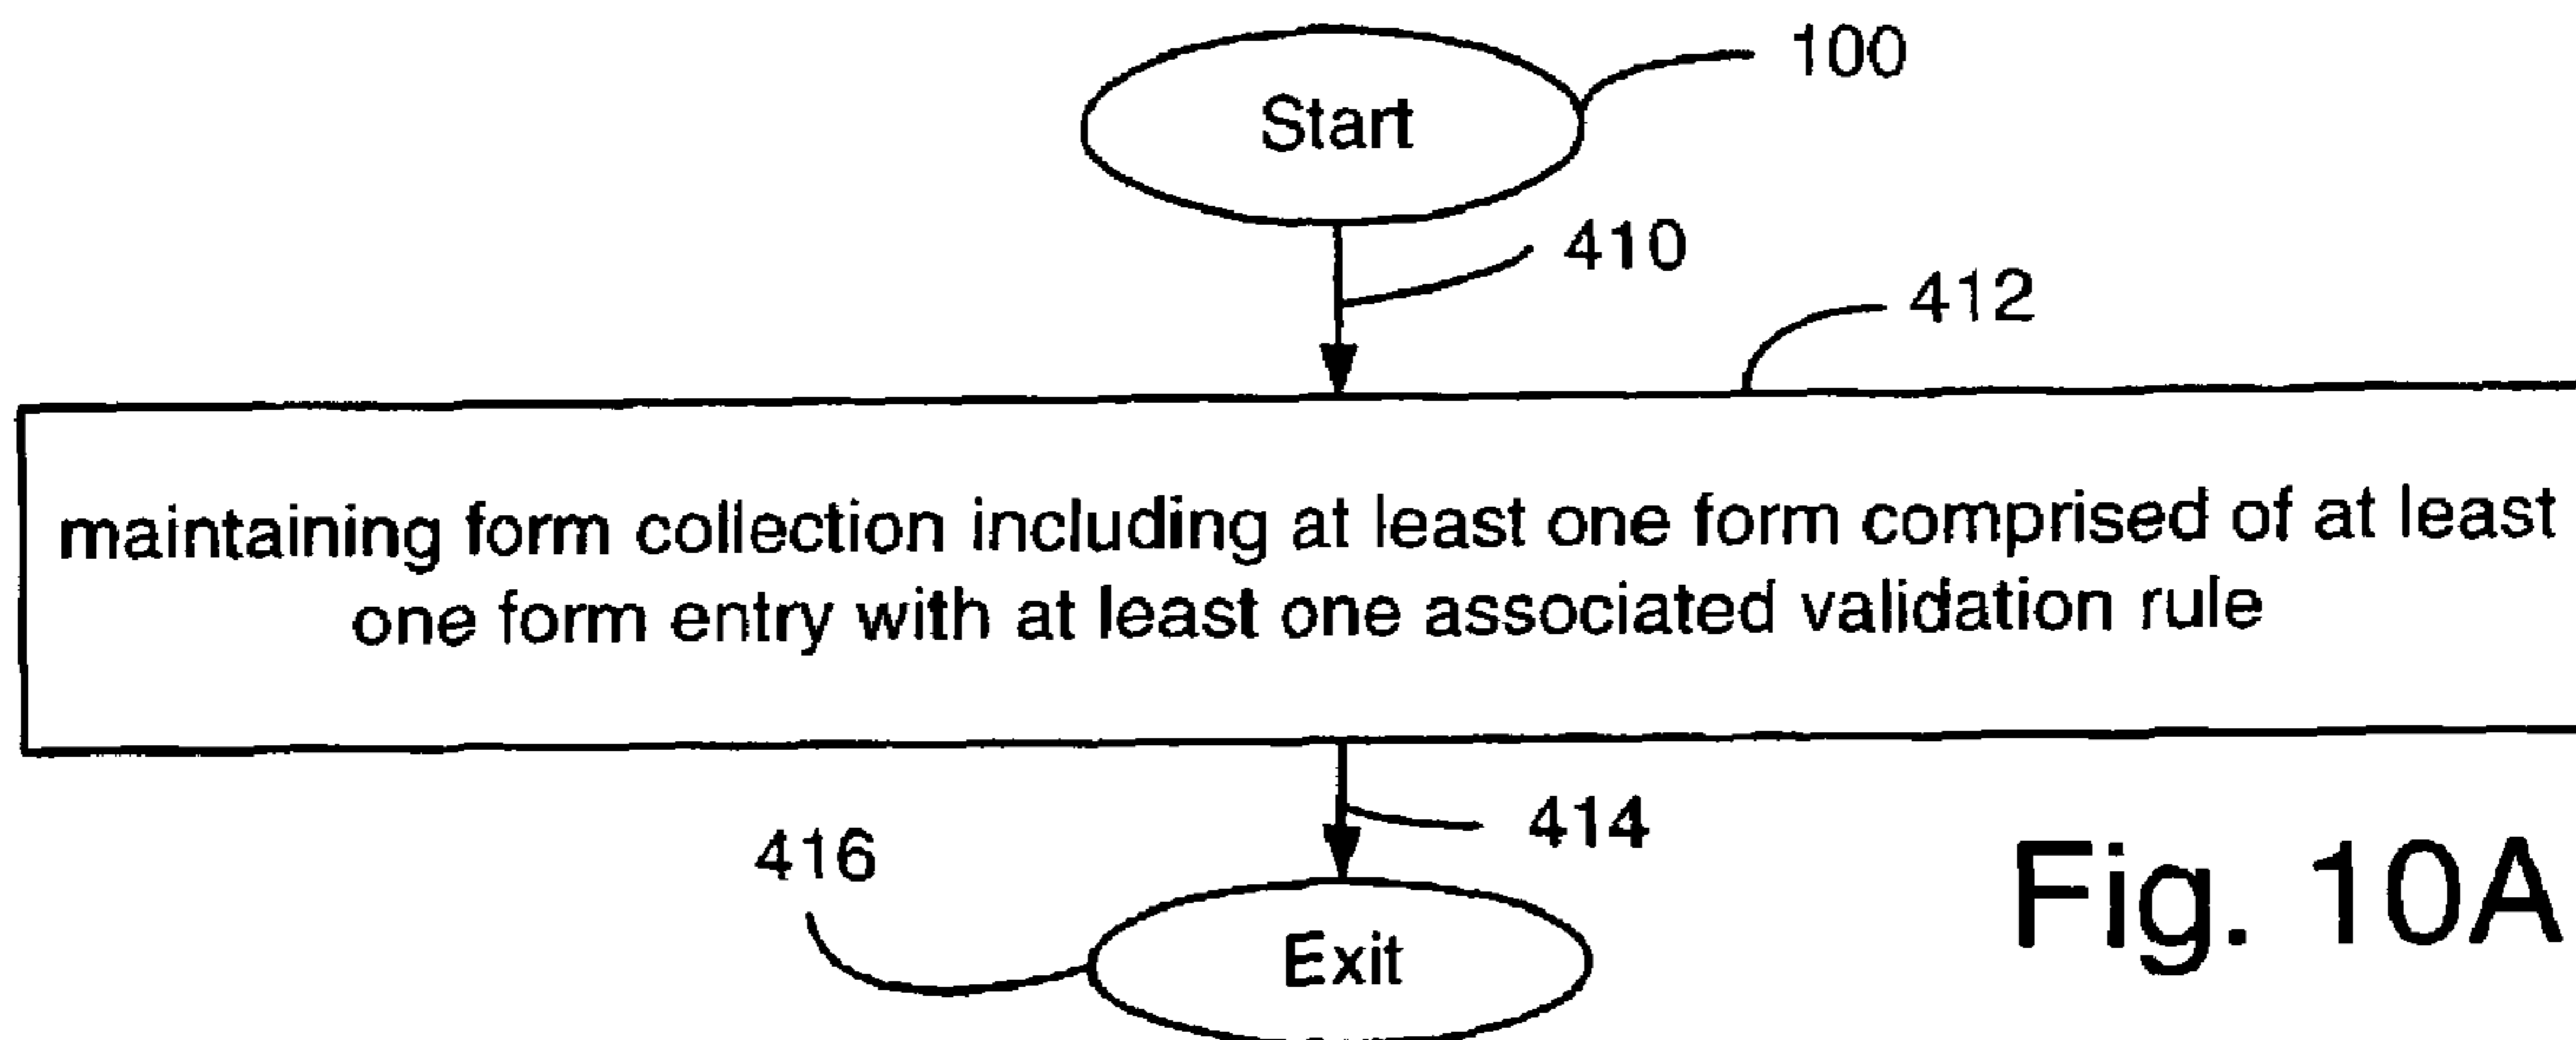 100
Start
410
412
maintaining form collection including at least one form comprised of at least
one form entry with at least one associated validation rule
414
416
Exit
Fig. 10A